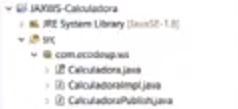 JAXWS-Calculadora
JRE System Library [JavaSE-1.8]
src
com.ecodeup.ws
Calculadora.java
CalculadoraImpl.java
CalculadoraPublish.java